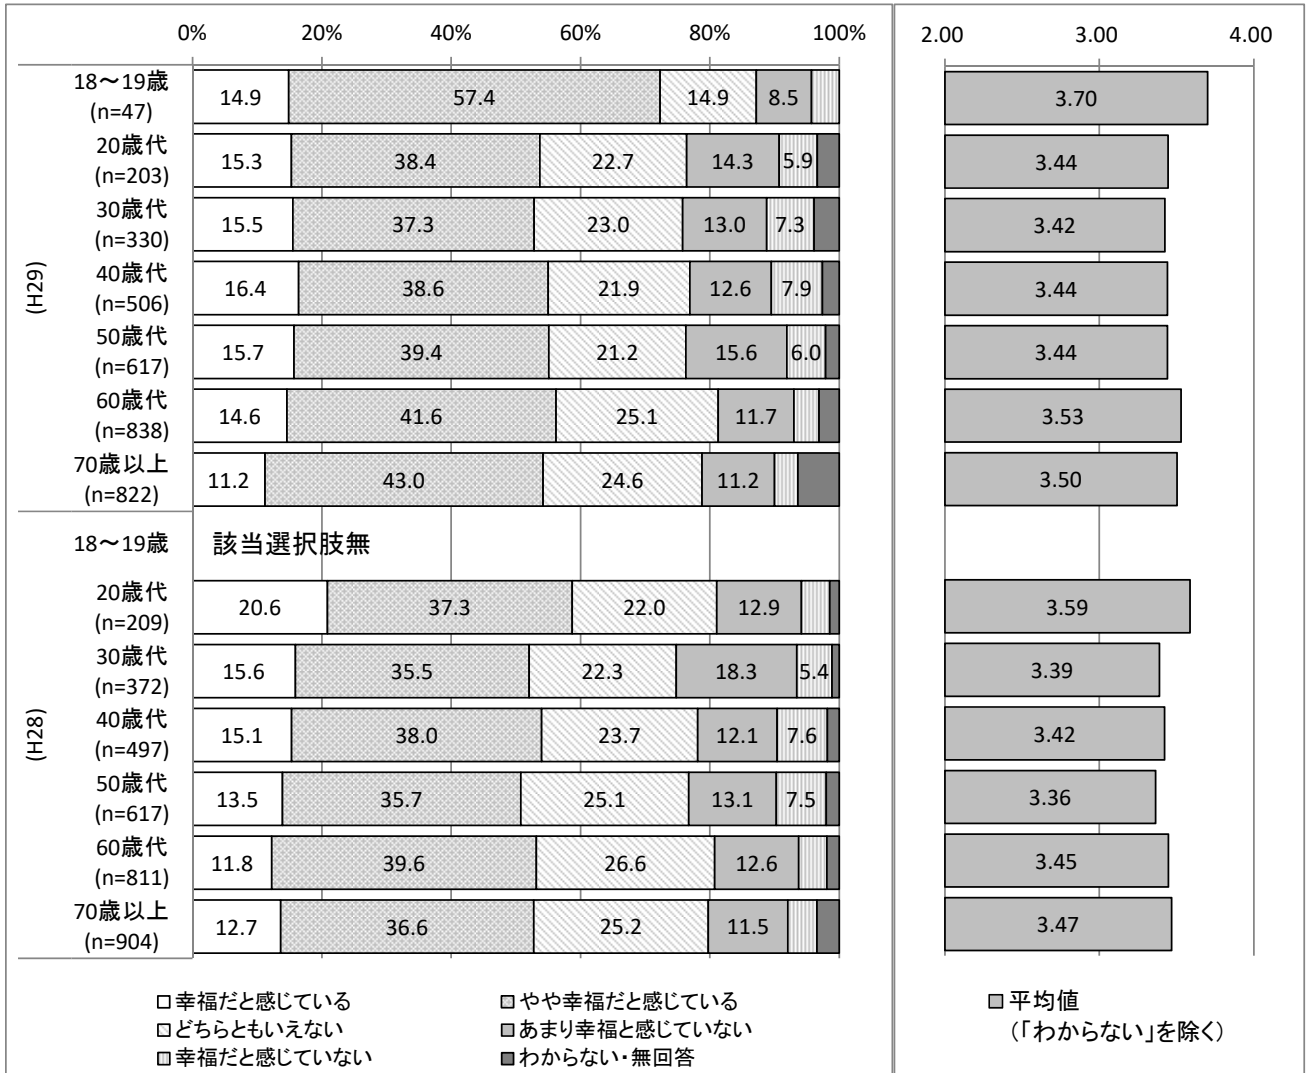 0% 20% 40% 60% 80% 100%
2.00 3.00 4.00
(H29)
18～19歳 14.9 57.4 14.9 8.5 3.70
(n=47)
20歳代 15.3 38.4 22.7 14.3 5.9 3.44
(n=203)
30歳代 15.5 37.3 23.0 13.0 7.3 3.42
(n=330)
40歳代 16.4 38.6 21.9 12.6 7.9 3.44
(n=506)
50歳代 15.7 39.4 21.2 15.6 6.0 3.44
(n=617)
60歳代 14.6 41.6 25.1 11.7 3.53
(n=838)
70歳以上 11.2 43.0 24.6 11.2 3.50
(n=822)
(H28)
18～19歳 該当選択肢無
20歳代 20.6 37.3 22.0 12.9 3.59
(n=209)
30歳代 15.6 35.5 22.3 18.3 5.4 3.39
(n=372)
40歳代 15.1 38.0 23.7 12.1 7.6 3.42
(n=497)
50歳代 13.5 35.7 25.1 13.1 7.5 3.36
(n=617)
60歳代 11.8 39.6 26.6 12.6 3.45
(n=811)
70歳以上 12.7 36.6 25.2 11.5 3.47
(n=904)
幸福だと感じている やや幸福だと感じている
どちらともいえない あまり幸福と感じていない
幸福だと感じていない わからない・無回答
平均値
（「わからない」を除く）